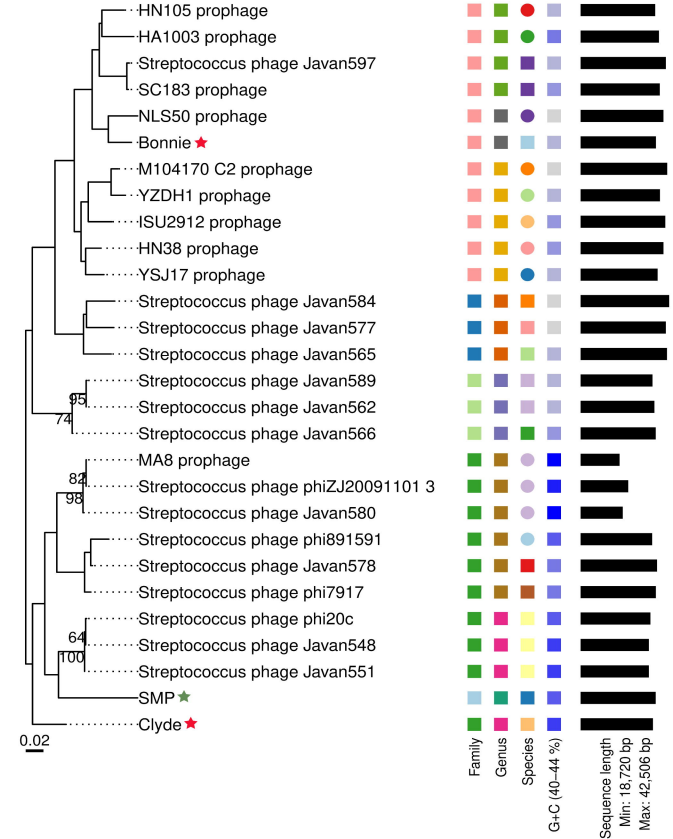 HN105 prophage
HA1003 prophage
Streptococcus phage Javan597
SC183 prophage
NLS50 prophage
Bonnie
M104170 C2 prophage
YZDH1 prophage
ISU2912 prophage
HN38 prophage
YSJ17 prophage
Streptococcus phage Javan584
Streptococcus phage Javan577
Streptococcus phage Javan565
Streptococcus phage Javan589
95
Streptococcus phage Javan562
74
Streptococcus phage Javan566
MA8 prophage
82
Streptococcus phage phiZJ20091101 3
98
Streptococcus phage Javan580
Streptococcus phage phi891591
Streptococcus phage Javan578
Streptococcus phage phi7917
Streptococcus phage phi20c
64
Streptococcus phage Javan548
100
Streptococcus phage Javan551
SMP
Clyde
0.02
Family
Genus
Species
G+C (40–44 %)
Sequence length
Min: 18,720 bp
Max: 42,506 bp